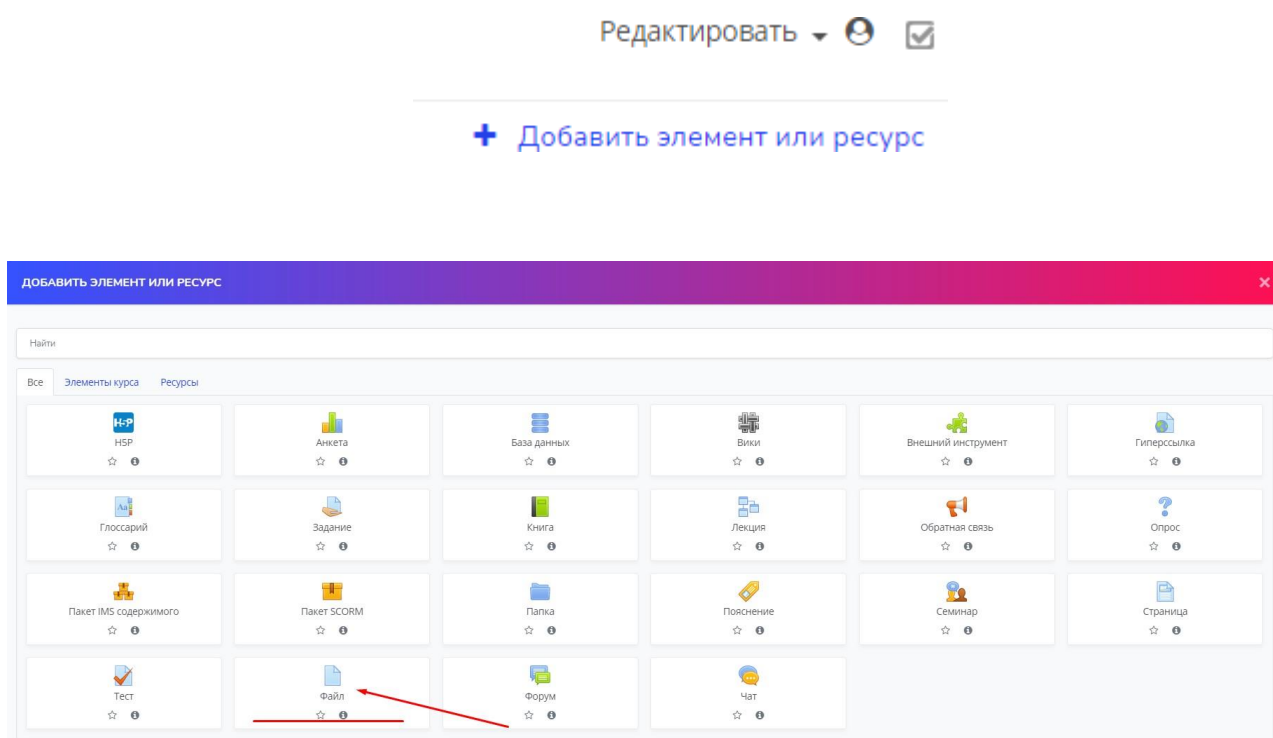 Редактировать
+ Добавить элемент или ресурс
ДОБАВИТЬ ЭЛЕМЕНТ ИЛИ РЕСУРС
Найти
Все Элементы курса Ресурсы
H5P Анкета База данных Вики Внешний инструмент Гиперссылка
Глоссарий Задание Книга Лекция Обратная связь Опрос
Пакет IMS содержимого Пакет SCORM Папка Пояснение Семинар Страница
Тест Файл Форум Чат